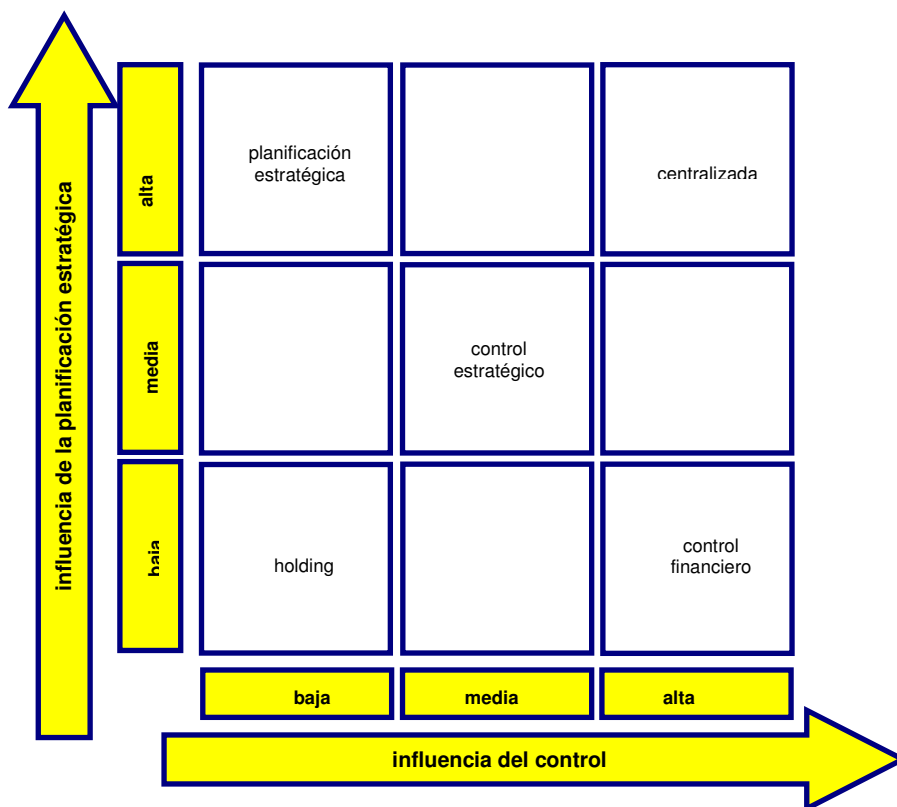 influencia de la planificación estratégica
alta
planificación
estratégica
centralizada
media
control
estratégico
baja
holding
control
financiero
baja
media
alta
influencia del control